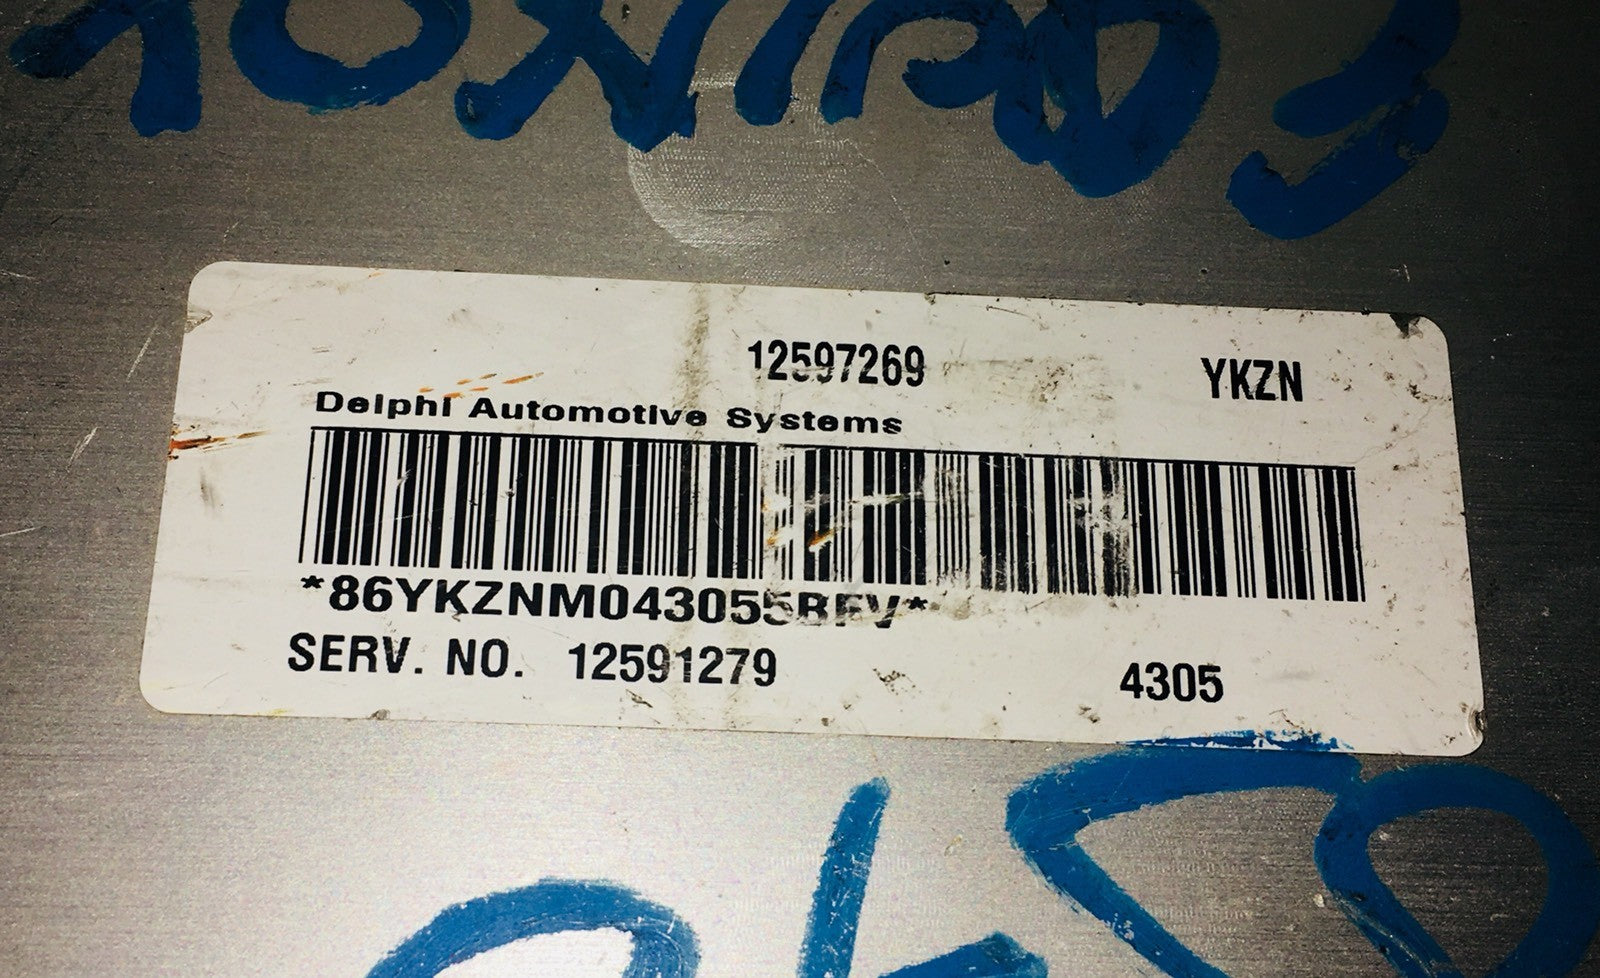 12597269 YKZN
Delphi Automotive Systems
*86YKZNM043055BFV*
SERV. NO. 12591279 4305